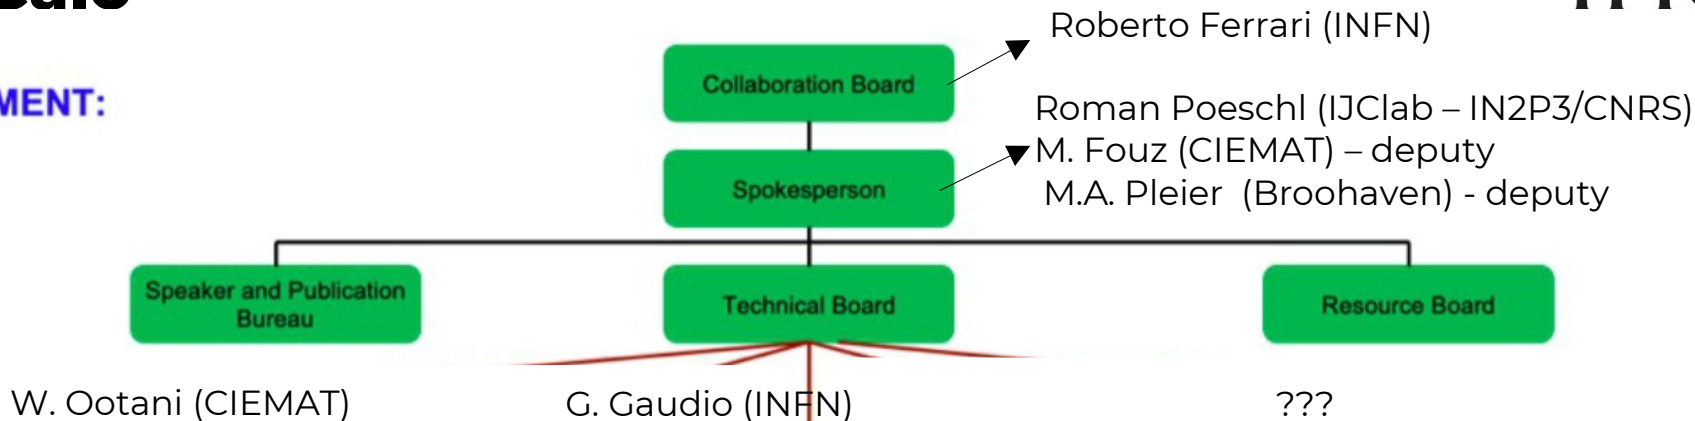 Roberto Ferrari (INFN)
Collaboration Board
MENT:
Roman Poeschl (IJClab – IN2P3/CNRS)
M. Fouz (CIEMAT) – deputy
Spokesperson
M.A. Pleier (Broohaven) - deputy
Speaker and Publication
Bureau
Technical Board
Resource Board
W. Ootani (CIEMAT)
G. Gaudio (INFN)
???